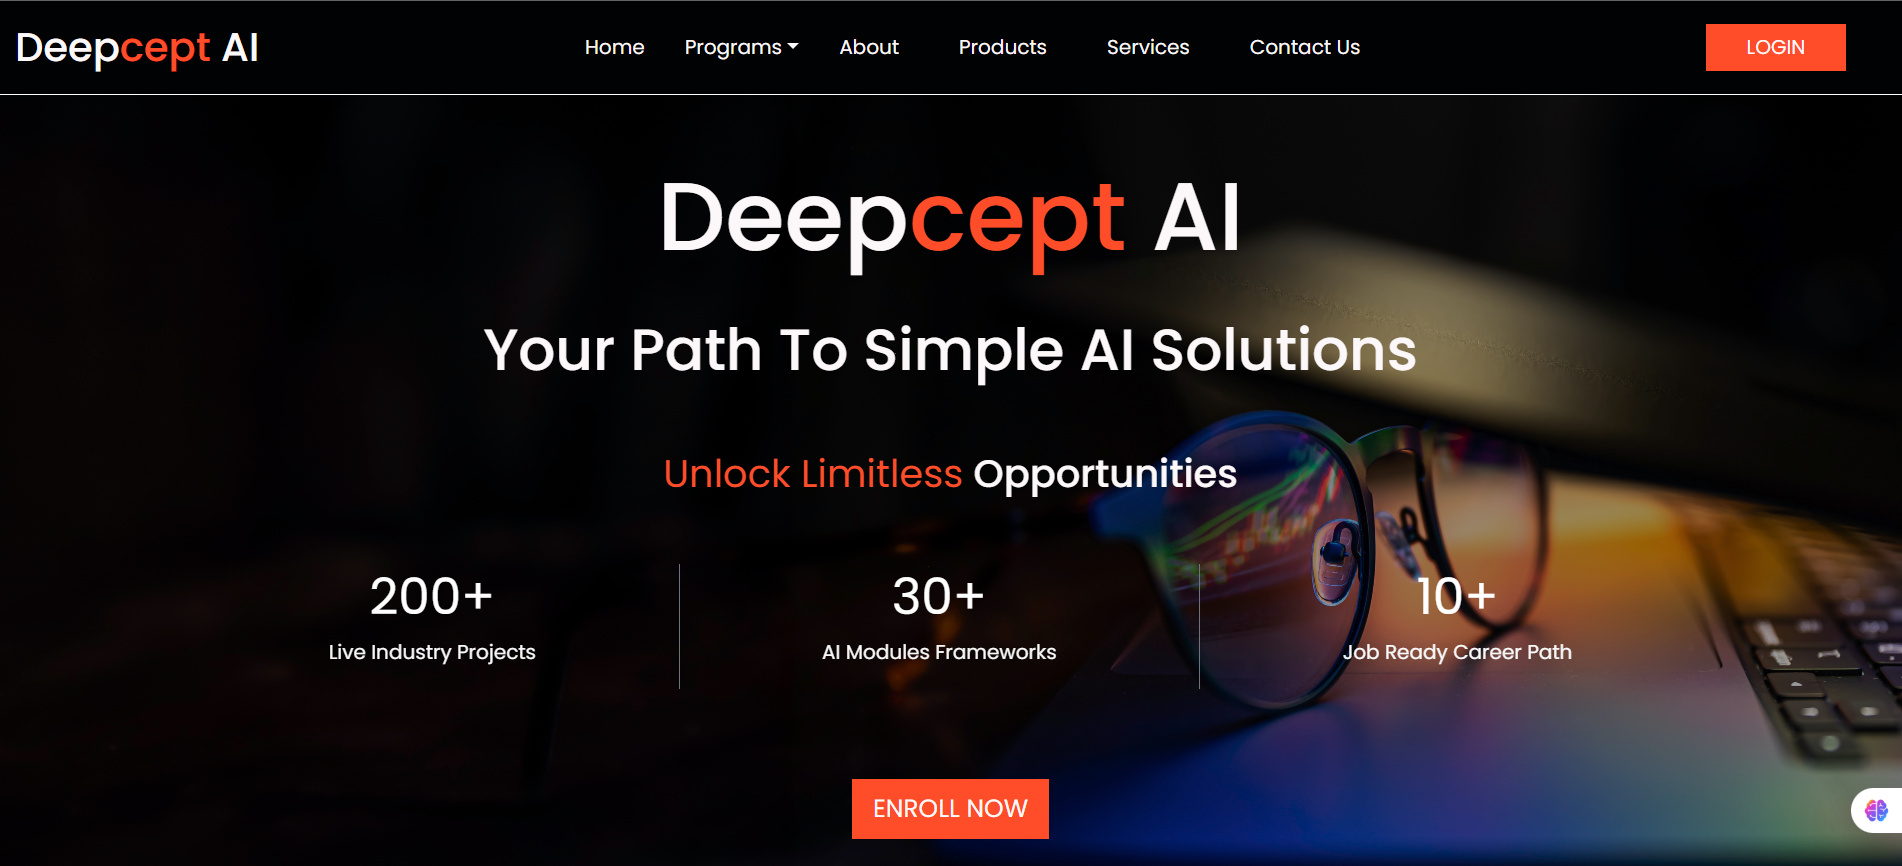 Deepcept AI
Home Programs About Products Services Contact Us
LOGIN
Deepcept AI
Your Path To Simple AI Solutions
Unlock Limitless Opportunities
200+ 30+ 10+
Live Industry Projects AI Modules Frameworks Job Ready Career Path
ENROLL NOW